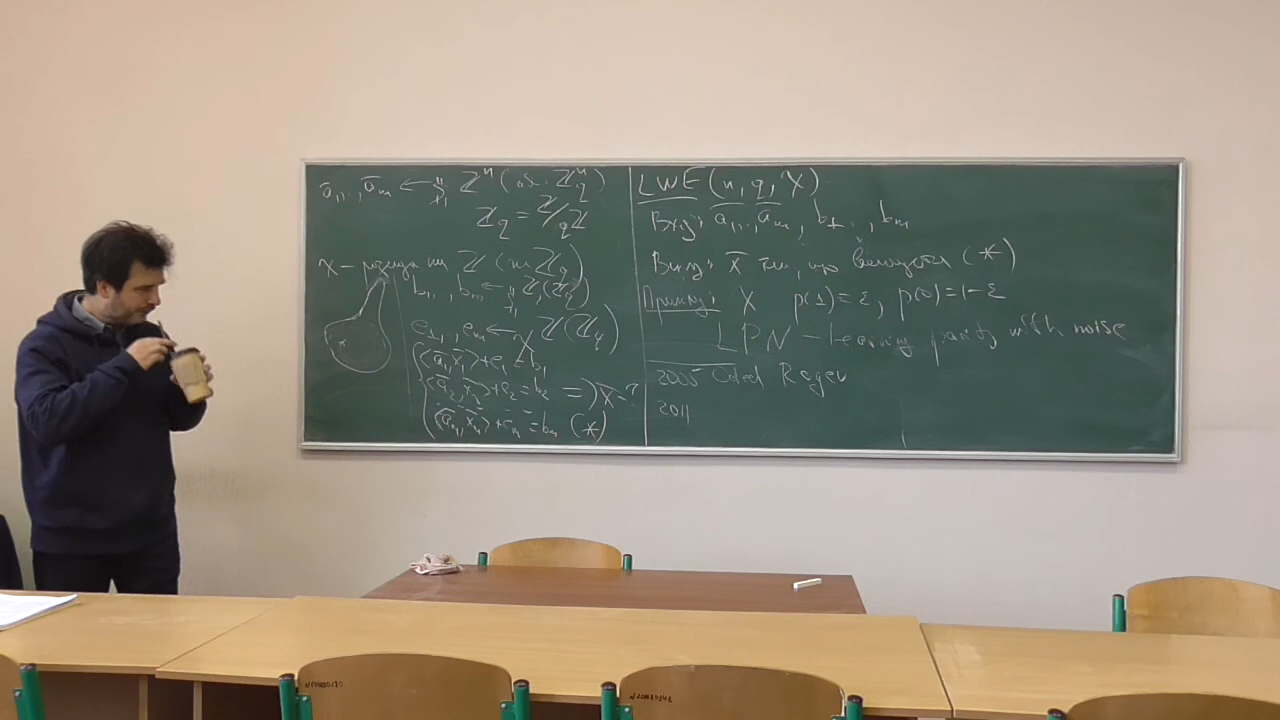 ā₁,..., āₘ ← ℤⁿ (ℤ_qⁿ)
ℤ_q = ℤ/qℤ
χ – розподіл на ℤ (на ℤ_q)
b₁,..., bₘ ← ℤ (ℤ_q)
e₁,..., eₘ ← χ ℤ (ℤ_q)
⟨ā₁, x̄⟩ + e₁ = b₁
⟨ā₂, x̄⟩ + e₂ = b₂ ⇒ x̄ = ?
⟨āₘ, x̄⟩ + eₘ = bₘ (*)
LWE (n, q, χ)
Вхід: ā₁,..., āₘ, b₁,..., bₘ
Вихід: x̄ що виконується (*)
Приклад: χ p(1) = ε, p(0) = 1 - ε
LPN – Learning parity with noise
2005 Oded Regev
2011